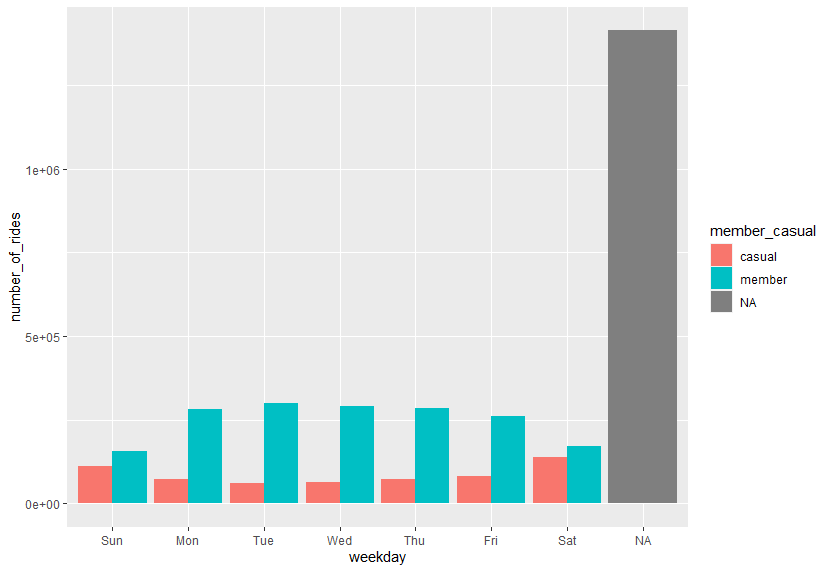 number_of_rides
1e+06
5e+05
0e+00
Sun Mon Tue Wed Thu Fri Sat NA
weekday
member_casual
casual
member
NA